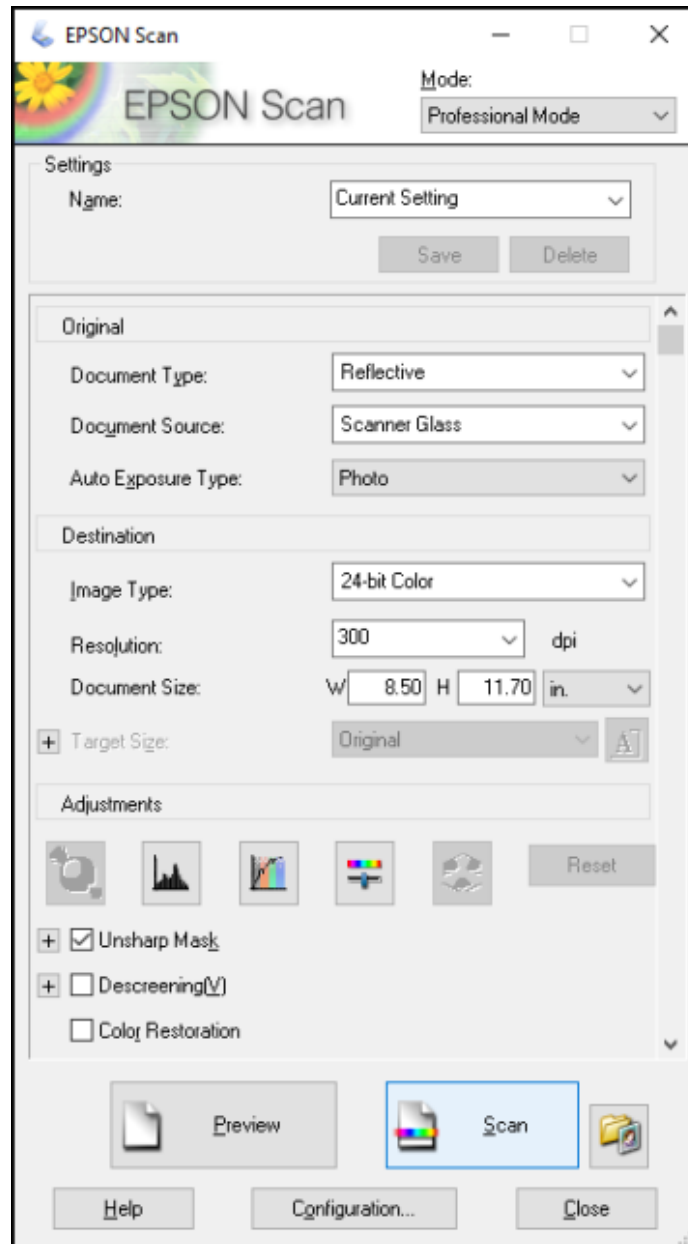 EPSON Scan
EPSON Scan
Mode:
Professional Mode
Settings
Name: Current Setting
Save Delete
Original
Document Type: Reflective
Document Source: Scanner Glass
Auto Exposure Type: Photo
Destination
Image Type: 24-bit Color
Resolution: 300 dpi
Document Size: W 8.50 H 11.70 in.
+ Target Size: Original A
Adjustments
Reset
+ Unsharp Mask
+ Descreening(V)
Color Restoration
Preview Scan
Help Configuration... Close